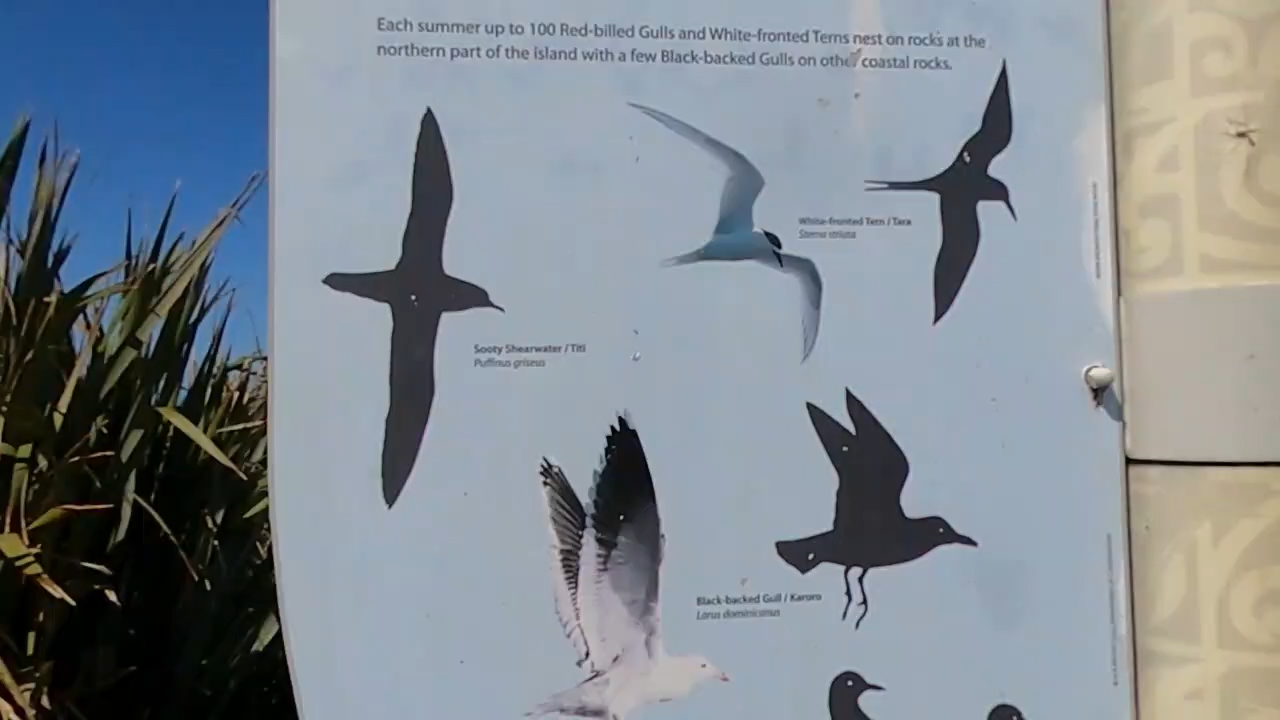 Each summer up to 100 Red-billed Gulls and White-fronted Terns nest on rocks at the
northern part of the island with a few Black-backed Gulls on other coastal rocks.
White-fronted Tern / Tara
Sterna striata
Sooty Shearwater / Titi
Puffinus griseus
Black-backed Gull / Karoro
Larus dominicanus